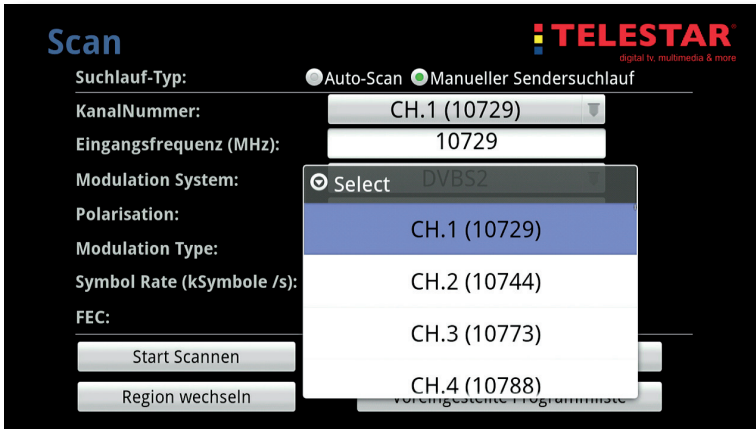 Scan
TELESTAR
digital tv, multimedia & more
Suchlauf-Typ: Auto-Scan Manueller Sendersuchlauf
KanalNummer: CH.1 (10729)
Eingangsfrequenz (MHz): 10729
Modulation System: DVBS2
Select
Polarisation:
CH.1 (10729)
Modulation Type:
Symbol Rate (kSymbole /s):
CH.2 (10744)
FEC:
CH.3 (10773)
Start Scannen
CH.4 (10788)
Region wechseln
Voreingestellte Programmliste